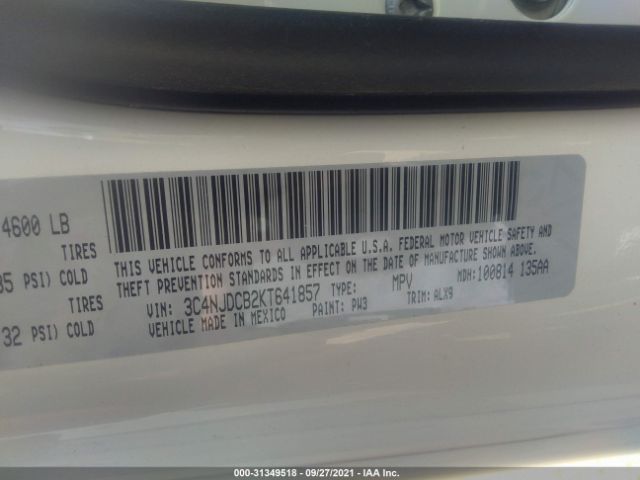 4600 LB
TIRES
35 PSI) COLD
TIRES
32 PSI) COLD
THIS VEHICLE CONFORMS TO ALL APPLICABLE U.S.A. FEDERAL MOTOR VEHICLE SAFETY AND
THEFT PREVENTION STANDARDS IN EFFECT ON THE DATE OF MANUFACTURE SHOWN ABOVE.
VIN: 3C4NJDCB2KT641857 TYPE: MPV MDH:100814 135AA
VEHICLE MADE IN MEXICO PAINT: PW3 TRIM: ALX9
000-31349518 - 09/27/2021 - IAA Inc.